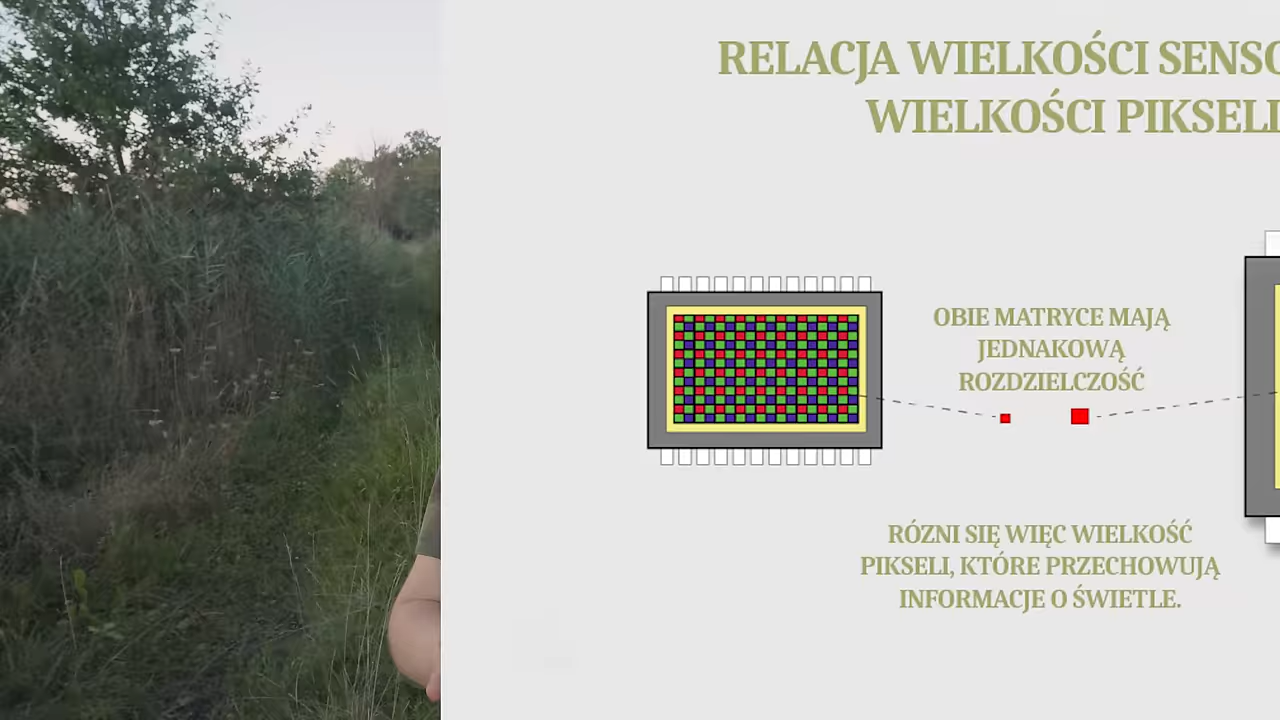 RELACJA WIELKOŚCI SENSO
WIELKOŚCI PIKSELI
OBIE MATRYCE MAJĄ
JEDNAKOWĄ
ROZDZIELCZOŚĆ
RÓZNI SIĘ WIĘC WIELKOŚĆ
PIKSELI, KTÓRE PRZECHOWUJĄ
INFORMACJE O ŚWIETLE.